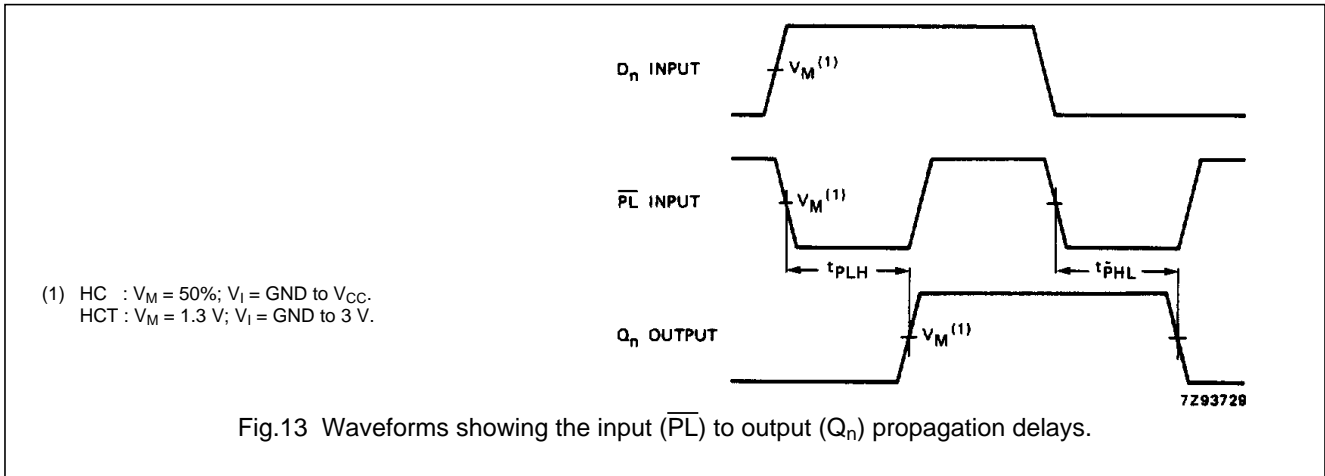 Dn INPUT
VM(1)
PL INPUT
VM(1)
tPLH
tPHL
(1) HC : VM = 50%; VI = GND to VCC.
HCT : VM = 1.3 V; VI = GND to 3 V.
Qn OUTPUT
VM(1)
7Z93729
Fig.13 Waveforms showing the input (PL) to output (Qn) propagation delays.